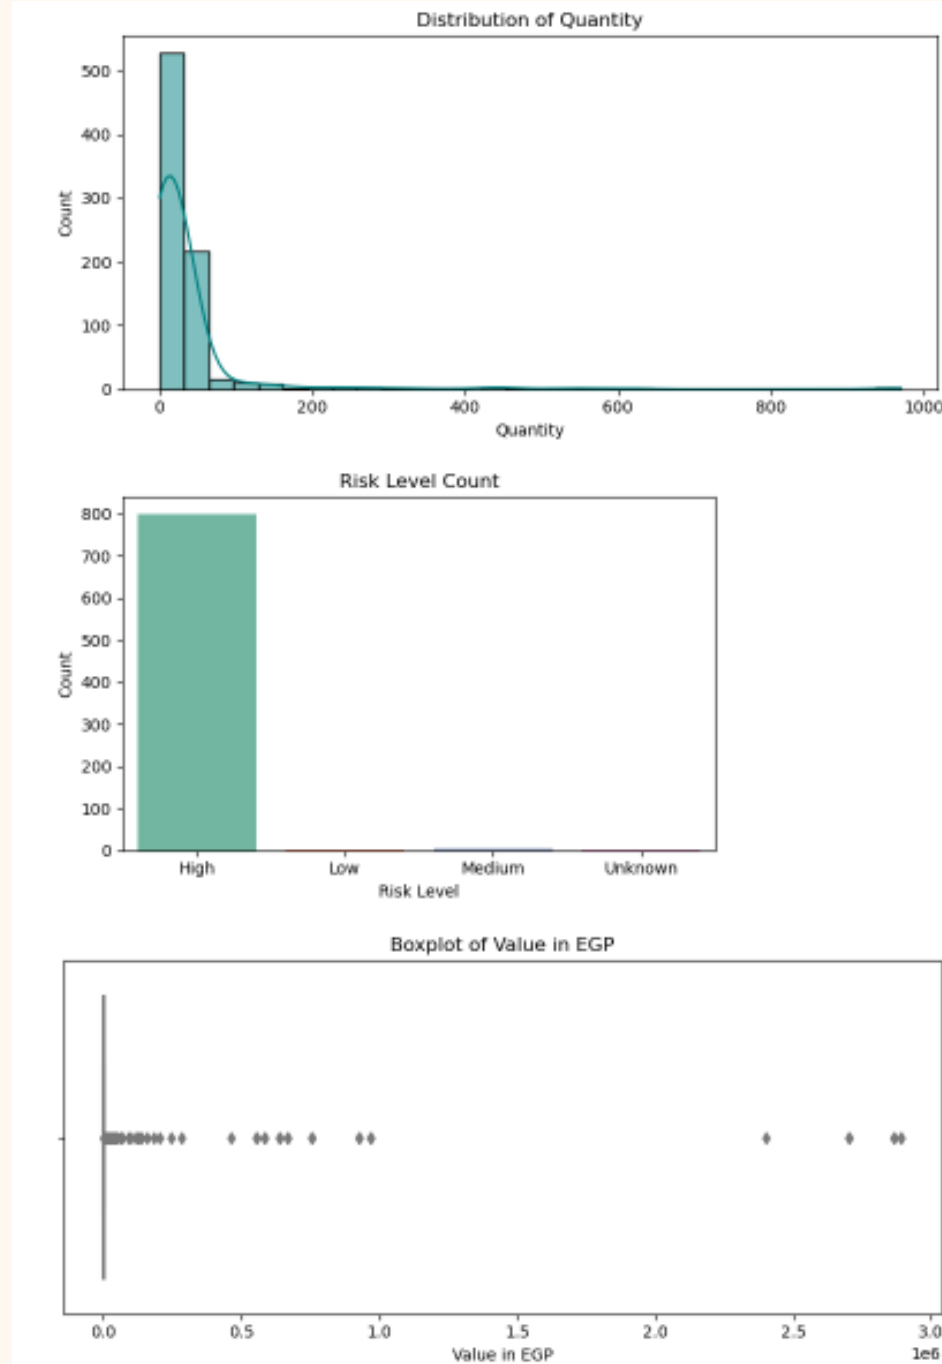 Distribution of Quantity
500
400
300
200
100
0
Count
0 200 400 600 800 1000
Quantity
Risk Level Count
800
700
600
500
400
300
200
100
0
Count
High Low Medium Unknown
Risk Level
Boxplot of Value in EGP
0.0 0.5 1.0 1.5 2.0 2.5 3.0
1e6
Value in EGP